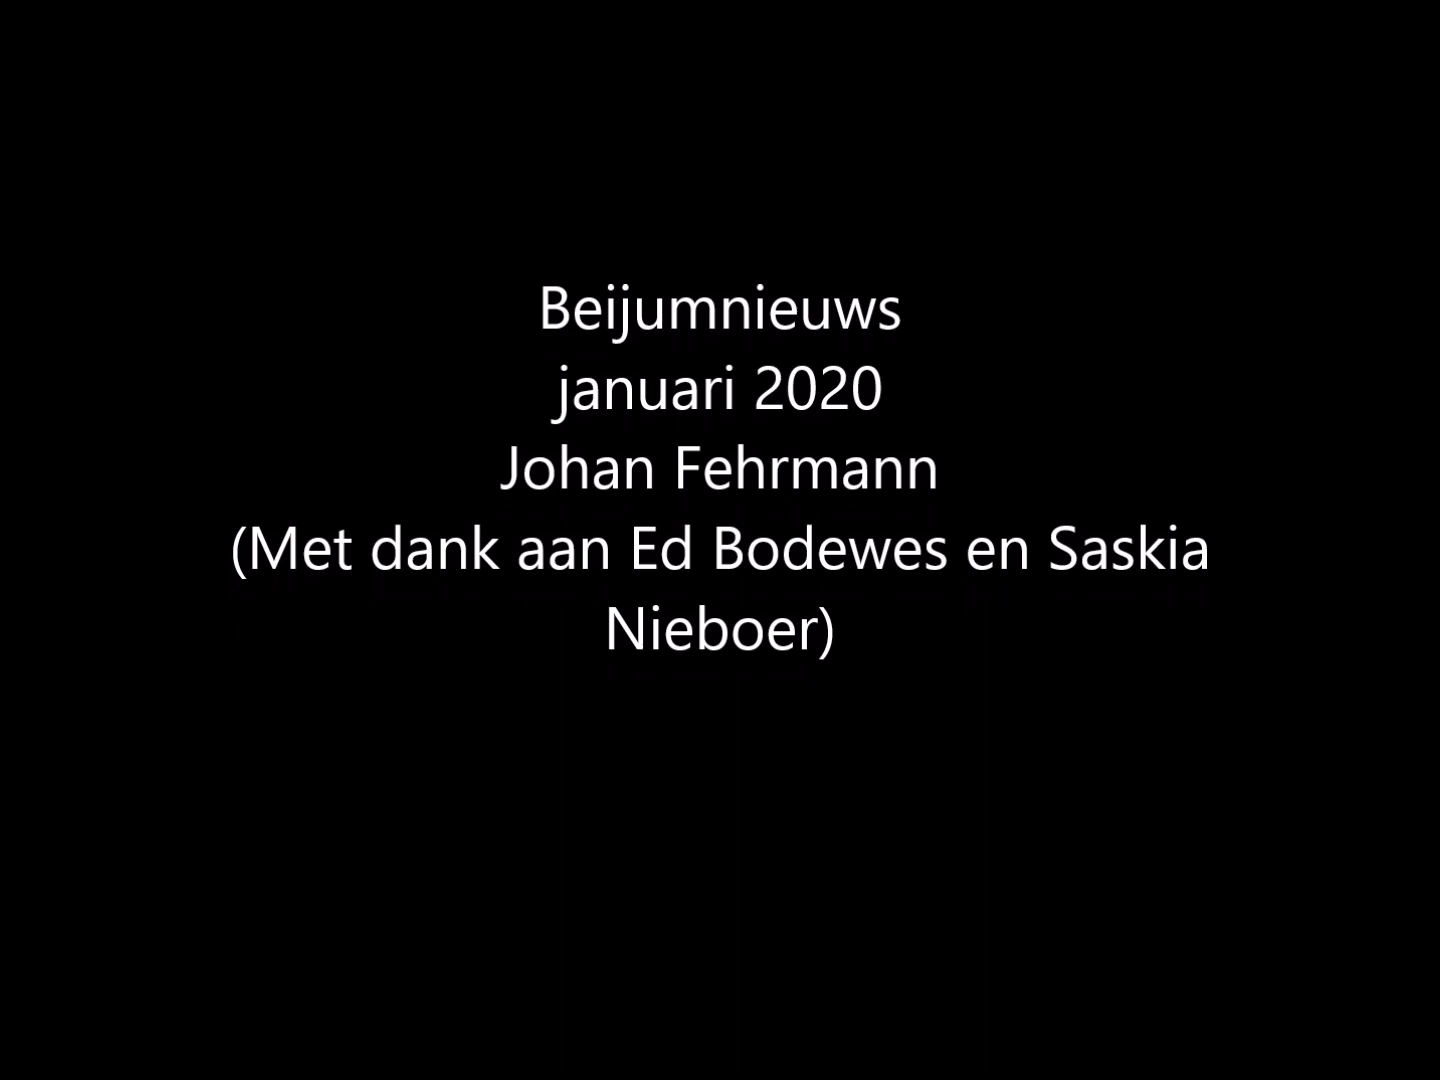 Beijumnieuws
januari 2020
Johan Fehrmann
(Met dank aan Ed Bodewes en Saskia
Nieboer)